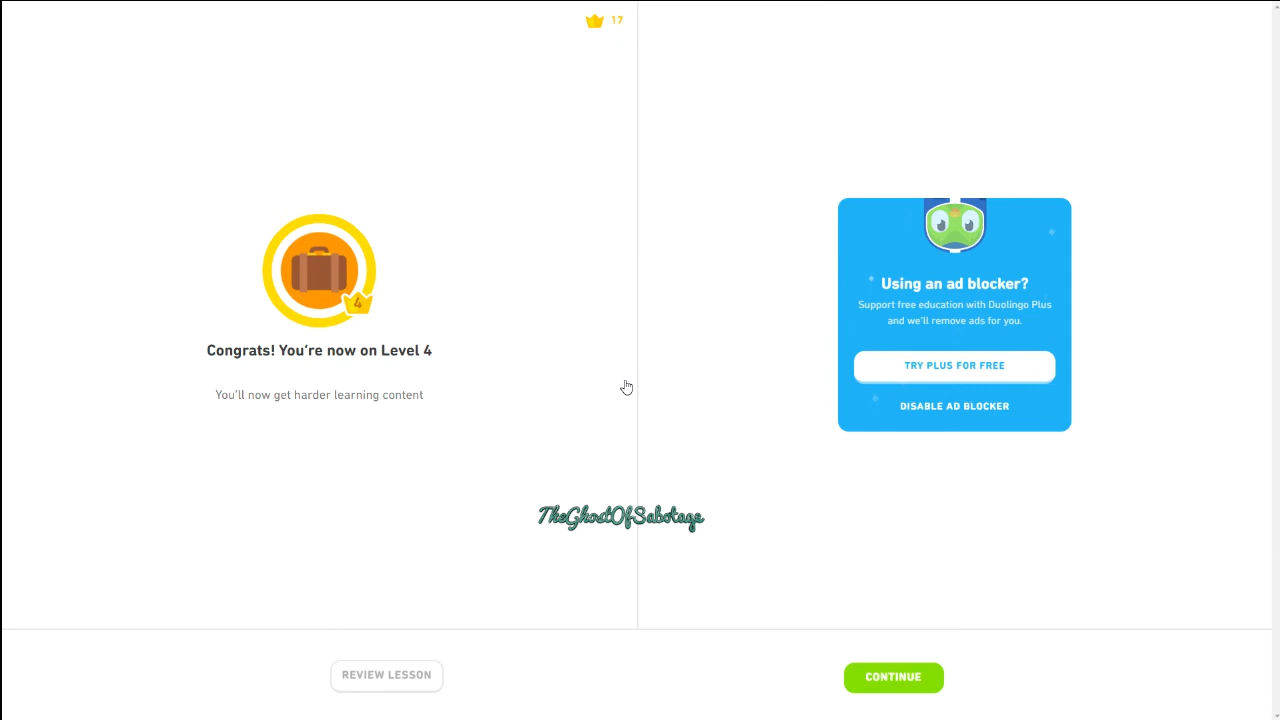 17
4
Congrats! You're now on Level 4
You'll now get harder learning content
Using an ad blocker?
Support free education with Duolingo Plus
and we'll remove ads for you.
TRY PLUS FOR FREE
DISABLE AD BLOCKER
TheGhostOfSabotage
REVIEW LESSON
CONTINUE